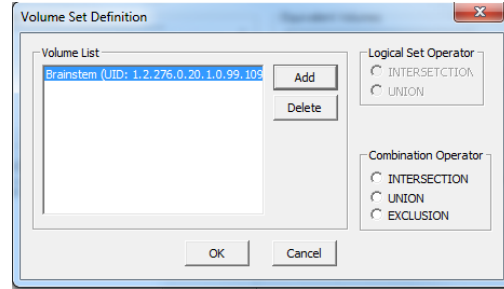 Volume Set Definition
Volume List
Brainstem (UID: 1.2.276.0.20.1.0.99.109
Add
Delete
Logical Set Operator
INTERSETCTION
UNION
Combination Operator
INTERSECTION
UNION
EXCLUSION
OK
Cancel